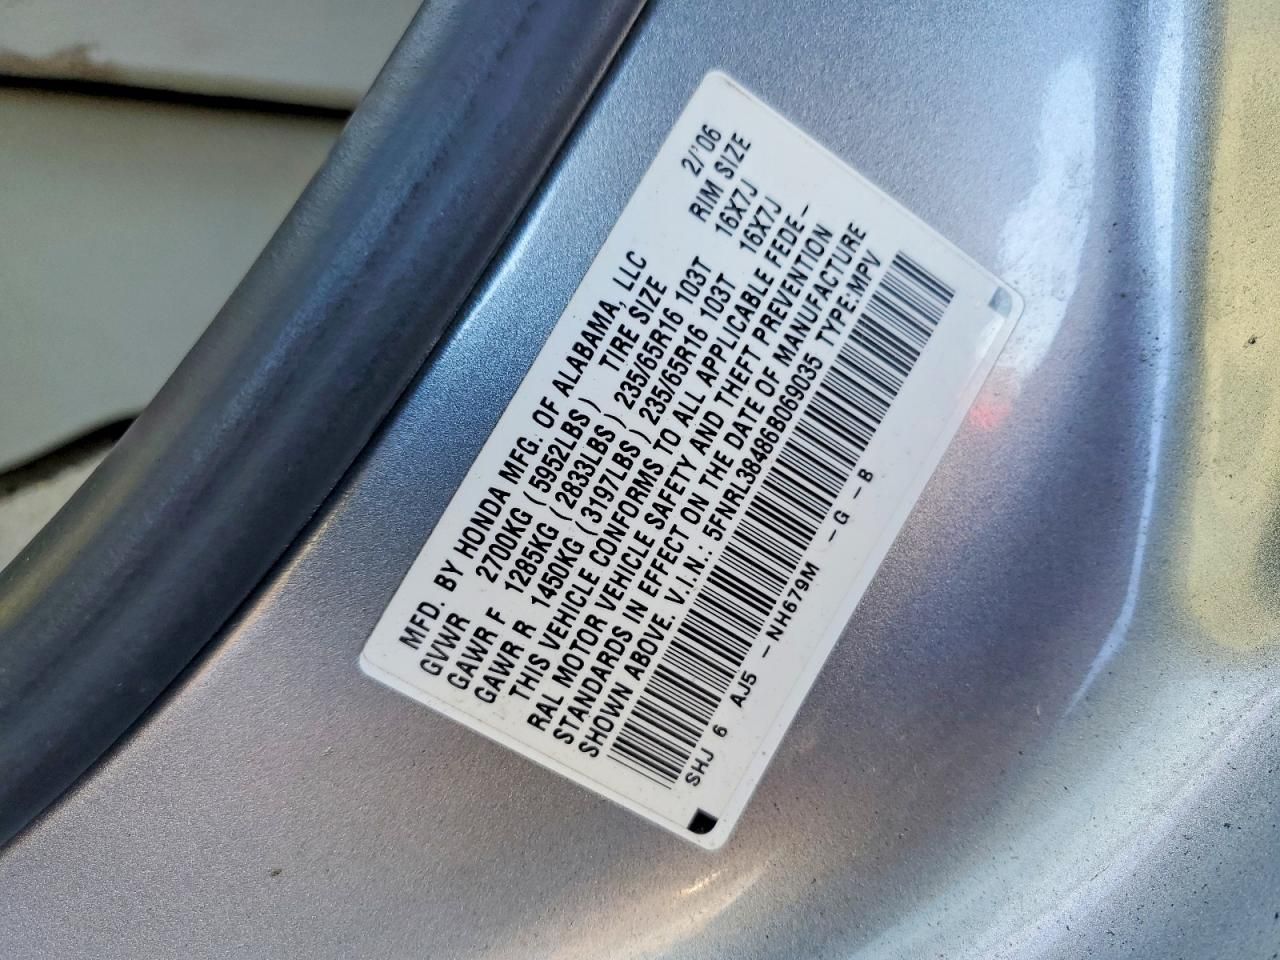 MFD. BY HONDA MFG. OF ALABAMA, LLC 2/'06
GVWR 2700KG ( 5952LBS ) TIRE SIZE RIM SIZE
GAWR F 1285KG ( 2833LBS ) 235/65R16 103T 16X7J
GAWR R 1450KG ( 3197LBS ) 235/65R16 103T 16X7J
THIS VEHICLE CONFORMS TO ALL APPLICABLE FEDE-
RAL MOTOR VEHICLE SAFETY AND THEFT PREVENTION
STANDARDS IN EFFECT ON THE DATE OF MANUFACTURE
SHOWN ABOVE. V.I.N.: 5FNRL38486B069035 TYPE:MPV
SHJ 6 AJ5 - NH679M - G - B